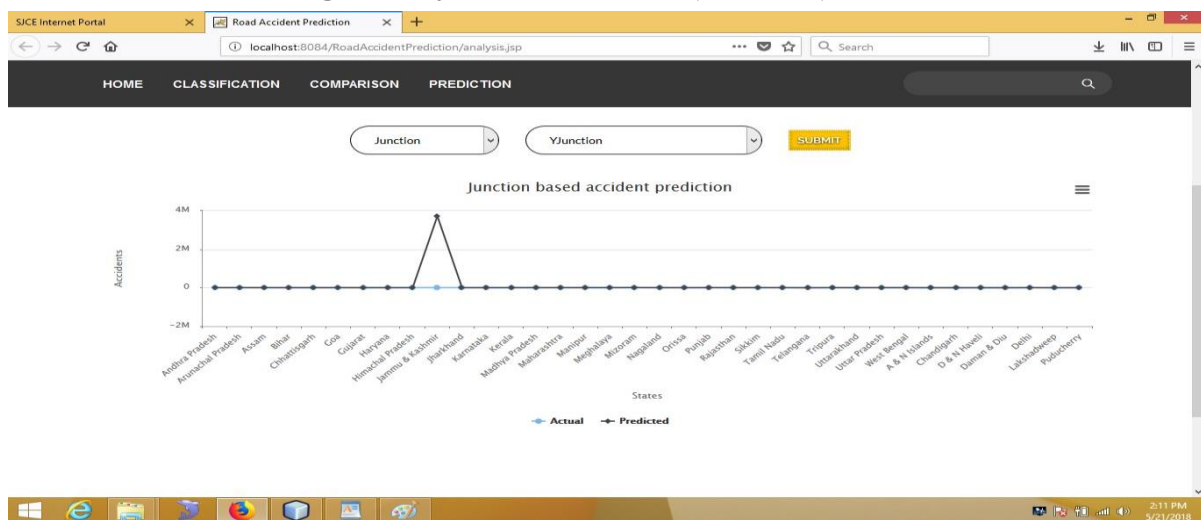 SJCE Internet Portal
Road Accident Prediction
localhost:8084/RoadAccidentPrediction/analysis.jsp
Search
HOME CLASSIFICATION COMPARISON PREDICTION
Junction YJunction SUBMIT
Junction based accident prediction
4M
2M
0
-2M
Accidents
Andhra Pradesh
Arunachal Pradesh
Assam
Bihar
Chhattisgarh
Goa
Gujarat
Haryana
Himachal Pradesh
Jammu & Kashmir
Jharkhand
Karnataka
Kerala
Madhya Pradesh
Maharashtra
Manipur
Meghalaya
Mizoram
Nagaland
Orissa
Punjab
Rajasthan
Sikkim
Tamil Nadu
Telangana
Tripura
Uttarakhand
Uttar Pradesh
West Bengal
A & N Islands
Chandigarh
D & N Haveli
Daman & Diu
Delhi
Lakshadweep
Puducherry
States
Actual Predicted
2:11 PM
5/21/2018